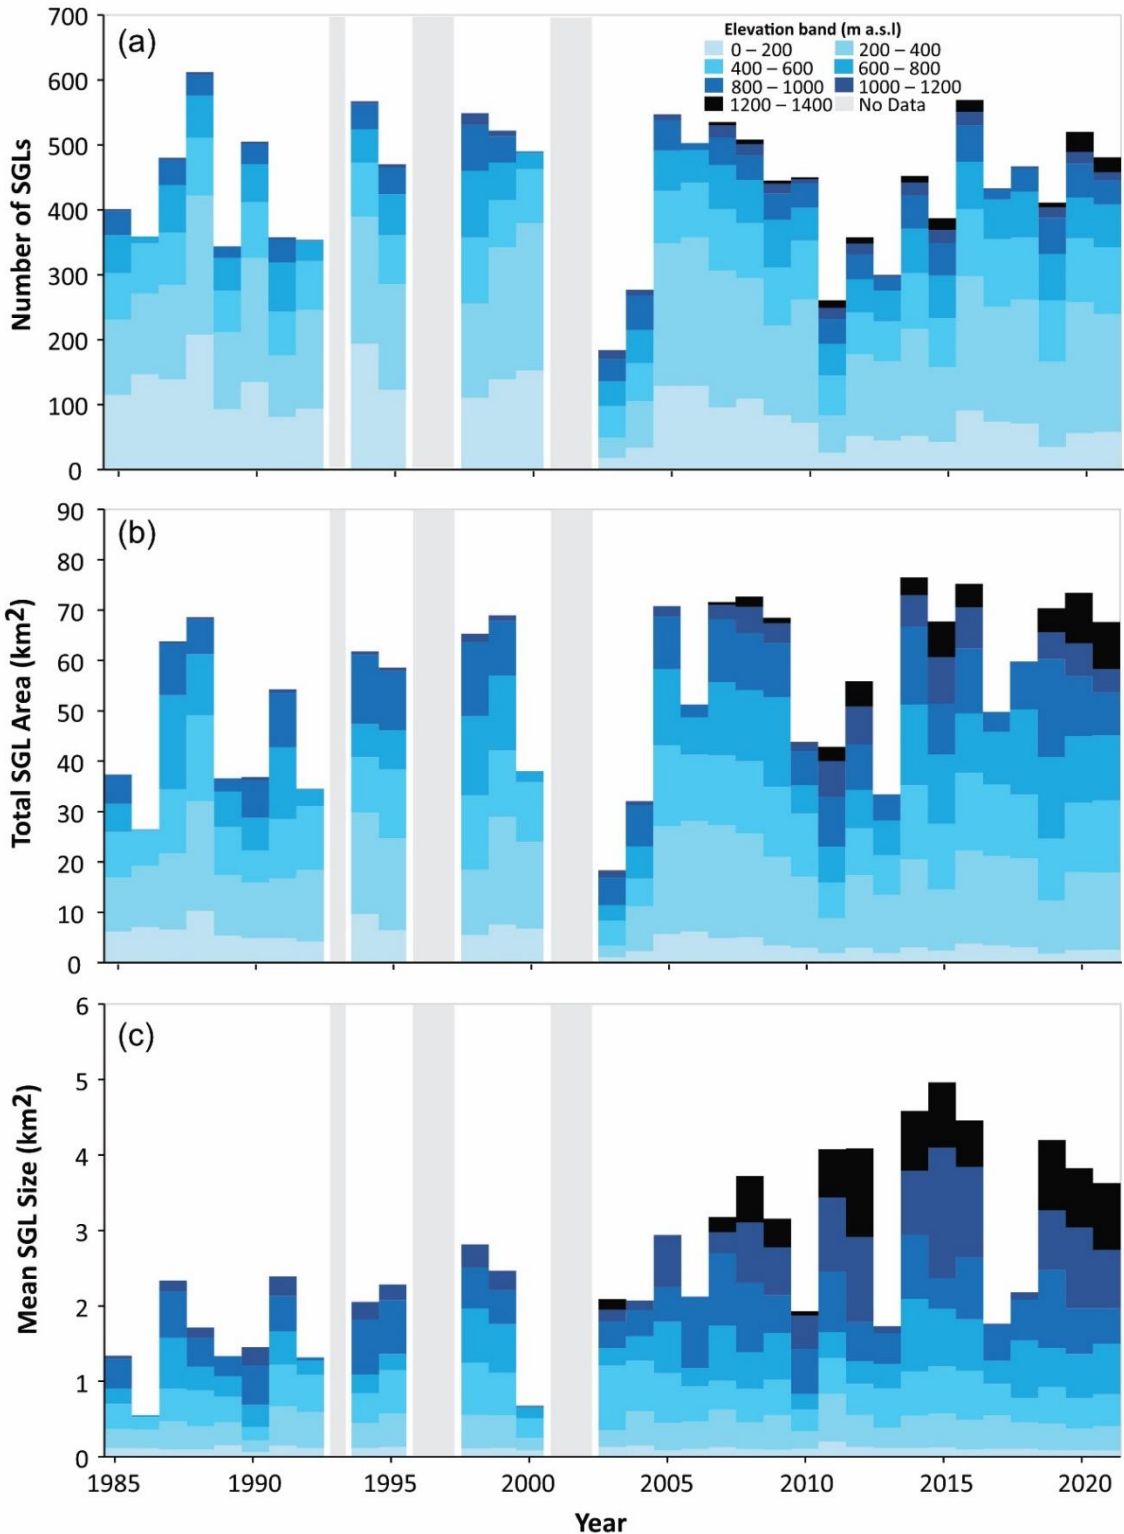 (a)
Number of SGLs
700
600
500
400
300
200
100
0
Elevation band (m a.s.l)
0 – 200 200 – 400
400 – 600 600 – 800
800 – 1000 1000 – 1200
1200 – 1400 No Data
(b)
Total SGL Area (km2)
90
80
70
60
50
40
30
20
10
0
(c)
Mean SGL Size (km2)
6
5
4
3
2
1
0
1985 1990 1995 2000 2005 2010 2015 2020
Year